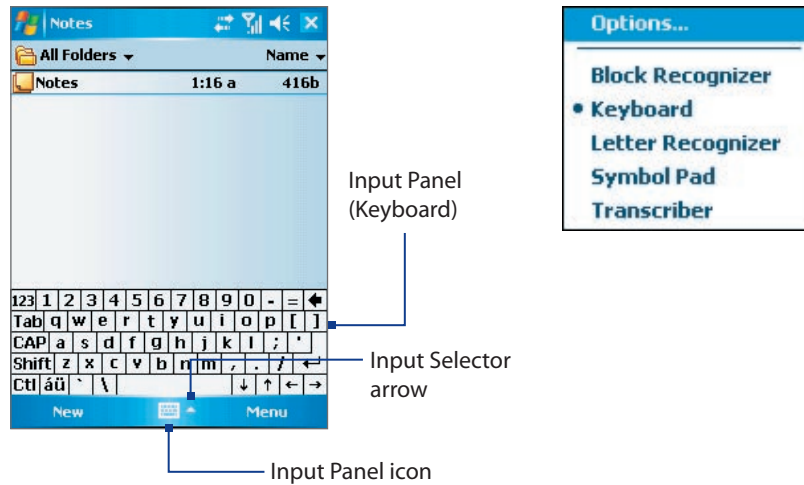 Notes
All Folders Name
Notes 1:16 a 416b
Input Panel
(Keyboard)
123 1 2 3 4 5 6 7 8 9 0 - = 
Tab q w e r t y u i o p [ ]
CAP a s d f g h j k l ; '
Shift z x c v b n m , . / ↵
Ctl áü ` \ ↓ ↑ ← →
New Menu
Input Selector
arrow
Input Panel icon
Options...
Block Recognizer
• Keyboard
Letter Recognizer
Symbol Pad
Transcriber